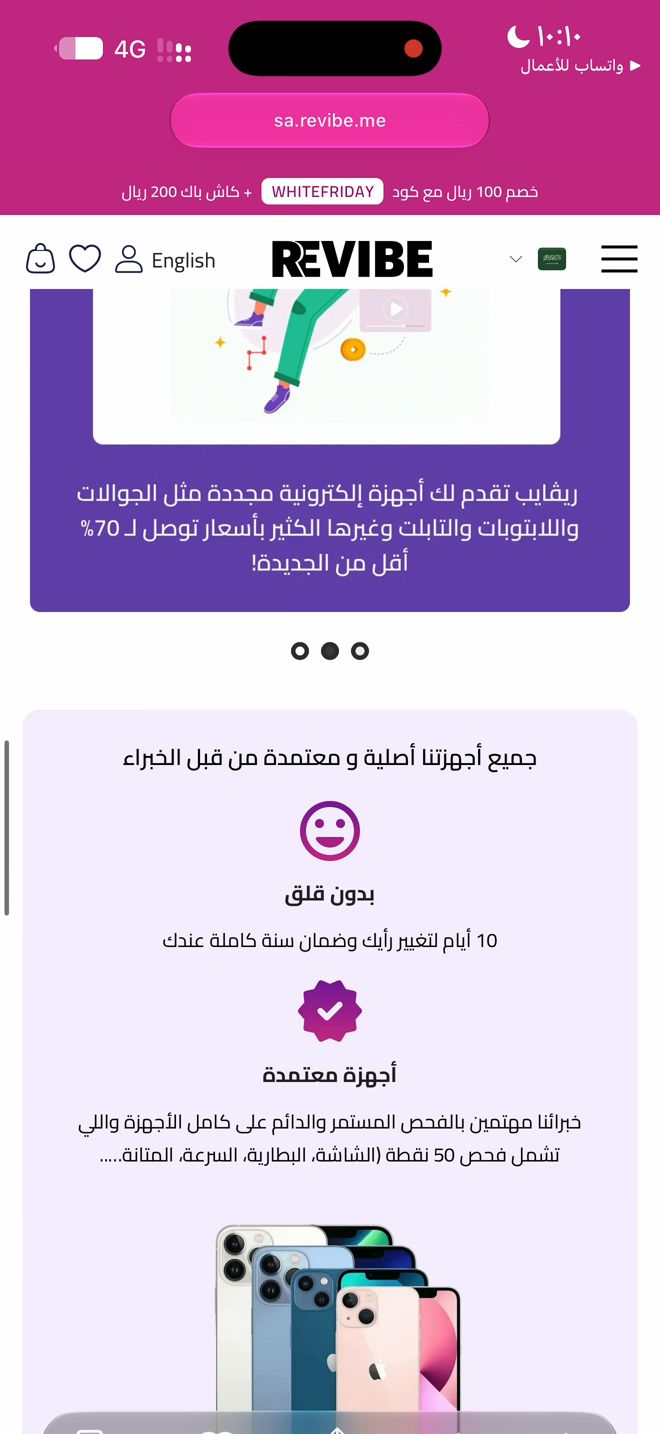 ١٠:١٠
4G
◀ واتساب للأعمال
sa.revibe.me
خصم 100 ريال مع كود WHITEFRIDAY + كاش باك 200 ريال
REVIBE
English
ريڤايب تقدم لك أجهزة إلكترونية مجددة مثل الجوالات
واللابتوبات والتابلت وغيرها الكثير بأسعار توصل لـ 70%
أقل من الجديدة!
جميع أجهزتنا أصلية و معتمدة من قبل الخبراء
بدون قلق
10 أيام لتغيير رأيك وضمان سنة كاملة عندك
أجهزة معتمدة
خبرائنا مهتمين بالفحص المستمر والدائم على كامل الأجهزة واللي
تشمل فحص 50 نقطة (الشاشة، البطارية، السرعة، المتانة.....